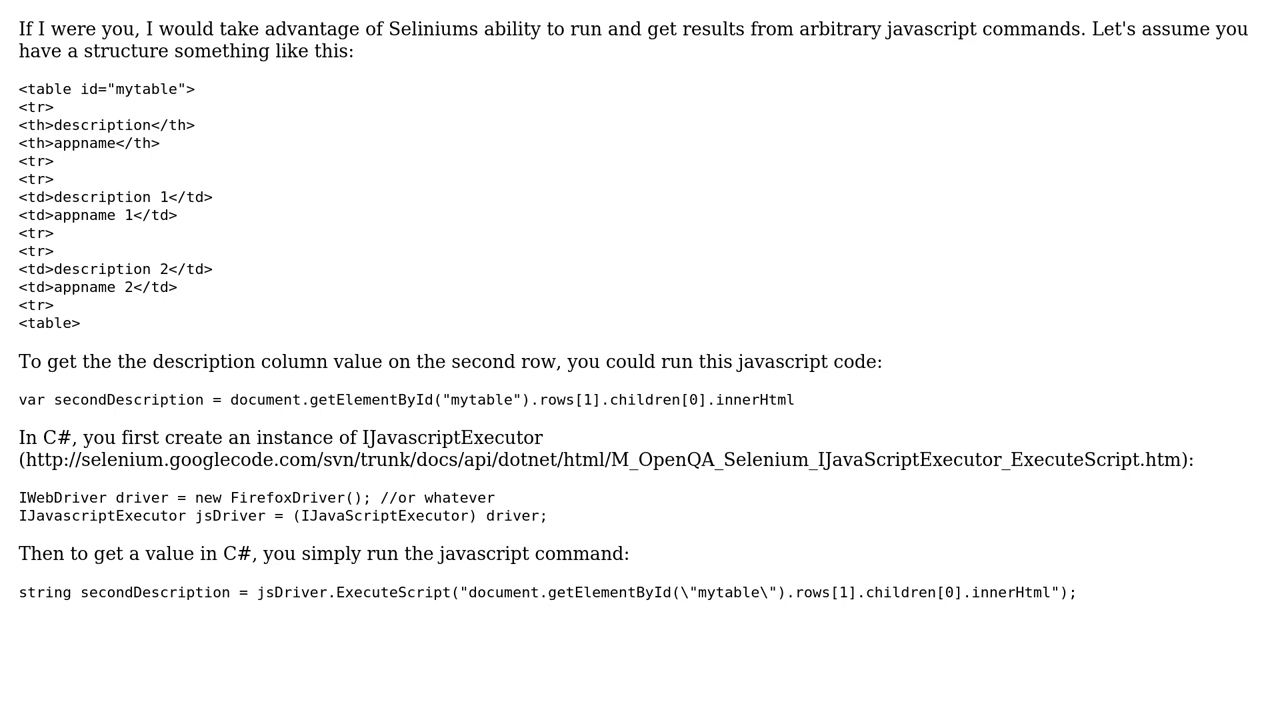 If I were you, I would take advantage of Seliniums ability to run and get results from arbitrary javascript commands. Let's assume you
have a structure something like this:
<table id="mytable">
<tr>
<th>description</th>
<th>appname</th>
<tr>
<tr>
<td>description 1</td>
<td>appname 1</td>
<tr>
<tr>
<td>description 2</td>
<td>appname 2</td>
<tr>
<table>
To get the the description column value on the second row, you could run this javascript code:
var secondDescription = document.getElementById("mytable").rows[1].children[0].innerHtml
In C#, you first create an instance of IJavascriptExecutor
(http://selenium.googlecode.com/svn/trunk/docs/api/dotnet/html/M_OpenQA_Selenium_IJavaScriptExecutor_ExecuteScript.htm):
IWebDriver driver = new FirefoxDriver(); //or whatever
IJavascriptExecutor jsDriver = (IJavaScriptExecutor) driver;
Then to get a value in C#, you simply run the javascript command:
string secondDescription = jsDriver.ExecuteScript("document.getElementById(\"mytable\").rows[1].children[0].innerHtml");